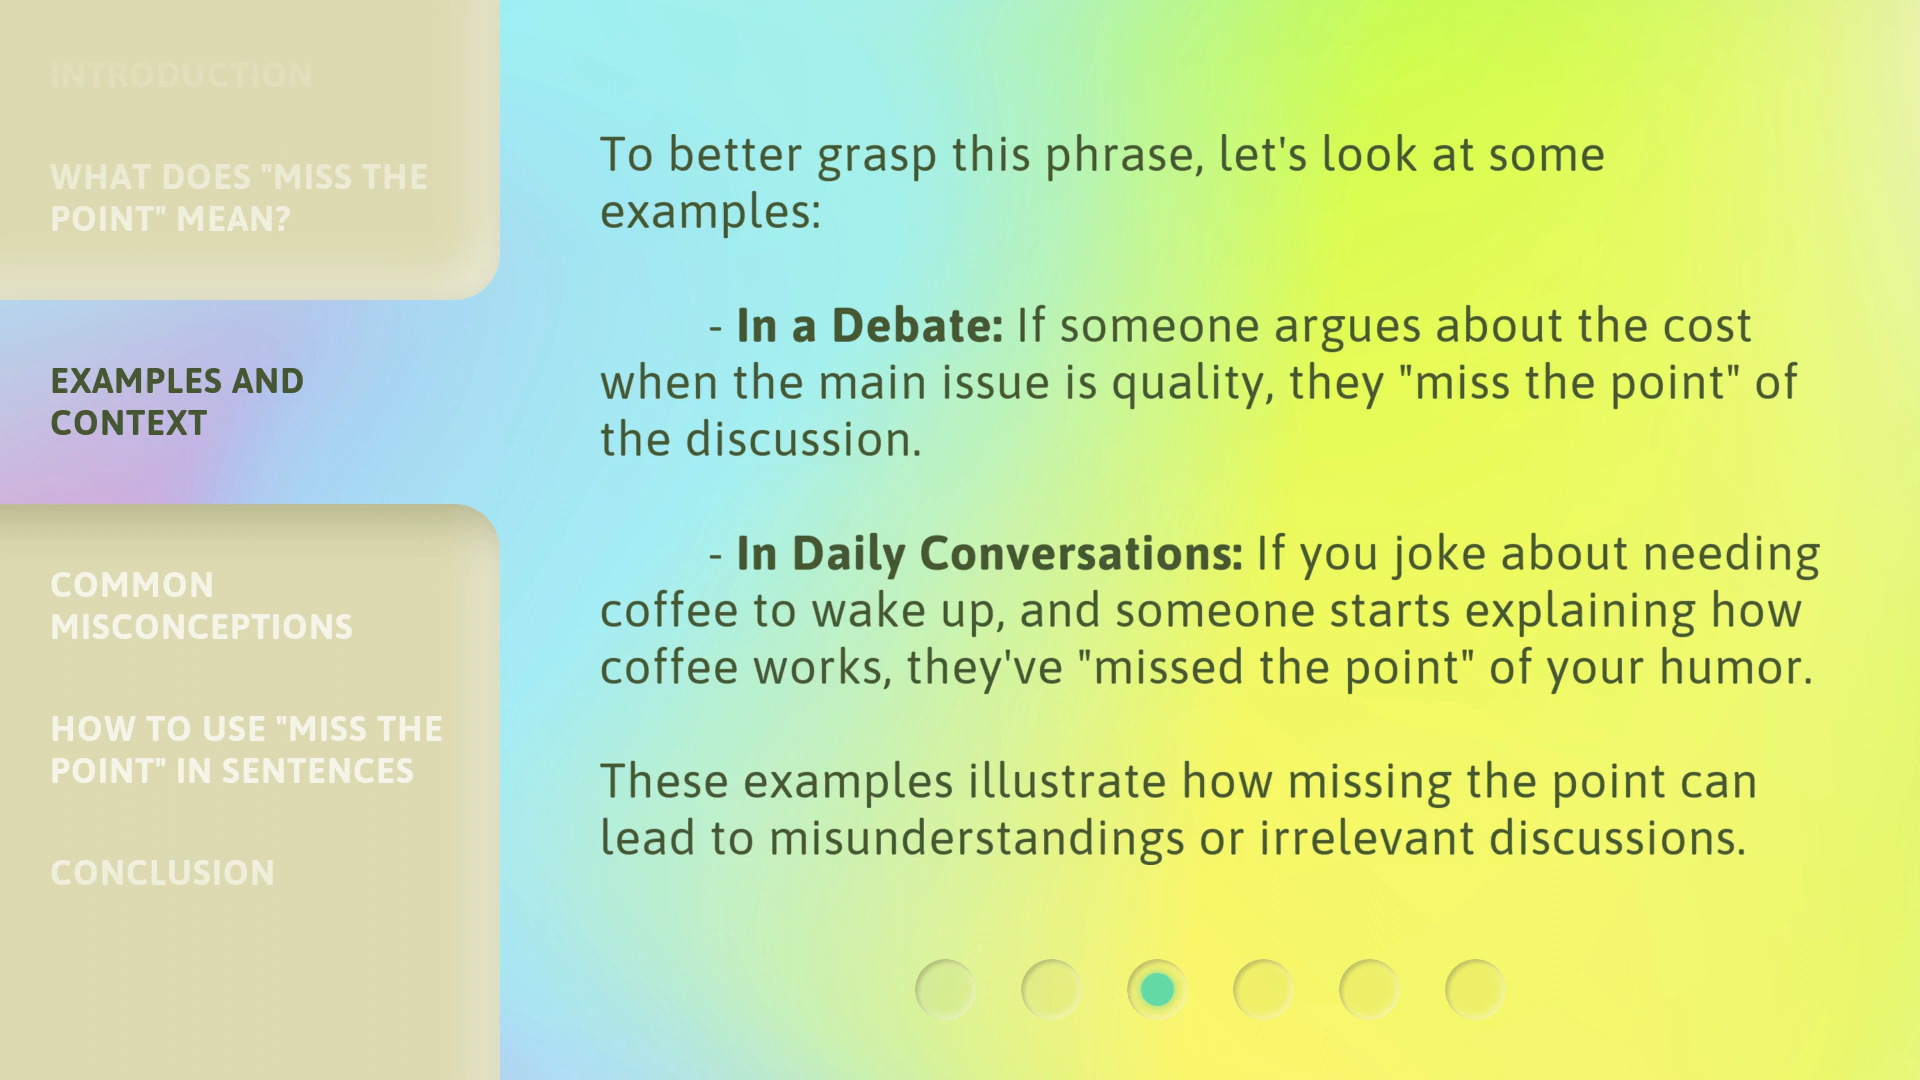 INTRODUCTION
WHAT DOES "MISS THE
POINT" MEAN?
EXAMPLES AND
CONTEXT
COMMON
MISCONCEPTIONS
HOW TO USE "MISS THE
POINT" IN SENTENCES
CONCLUSION
To better grasp this phrase, let's look at some
examples:
- In a Debate: If someone argues about the cost
when the main issue is quality, they "miss the point" of
the discussion.
- In Daily Conversations: If you joke about needing
coffee to wake up, and someone starts explaining how
coffee works, they've "missed the point" of your humor.
These examples illustrate how missing the point can
lead to misunderstandings or irrelevant discussions.